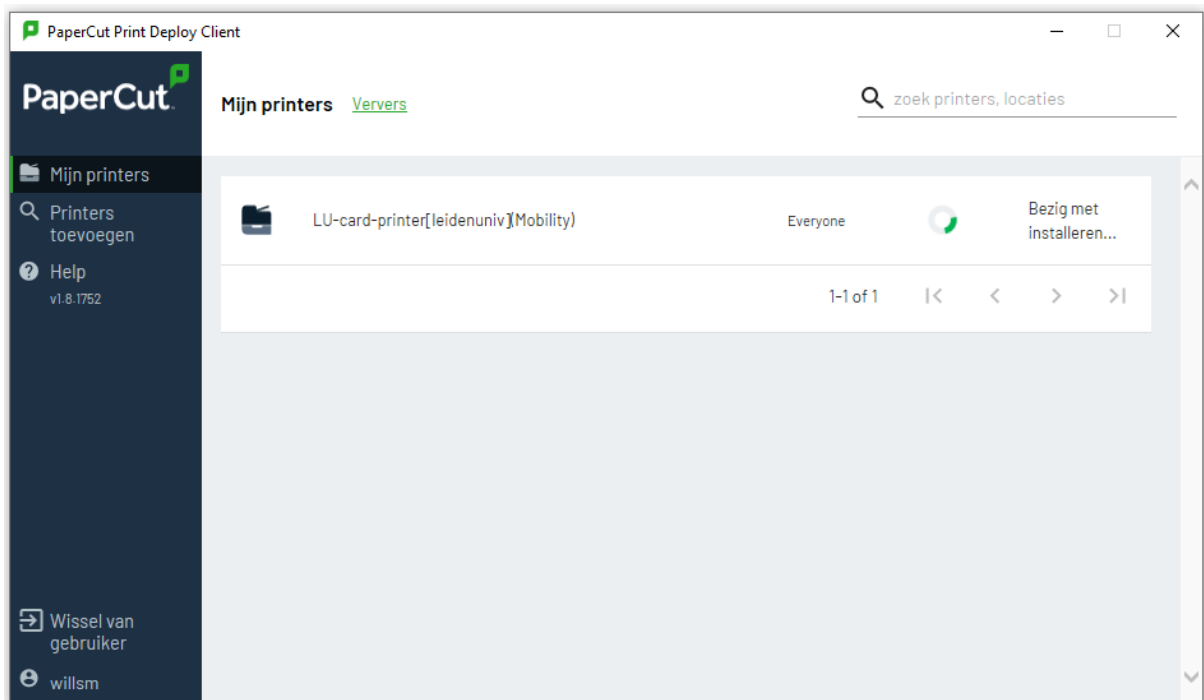 PaperCut Print Deploy Client
PaperCut
Mijn printers Ververs
zoek printers, locaties
Mijn printers
Printers
toevoegen
Help
v1.8.1752
LU-card-printer[leidenuniv](Mobility)
Everyone
Bezig met
installeren...
1-1 of 1
Wissel van
gebruiker
willsm